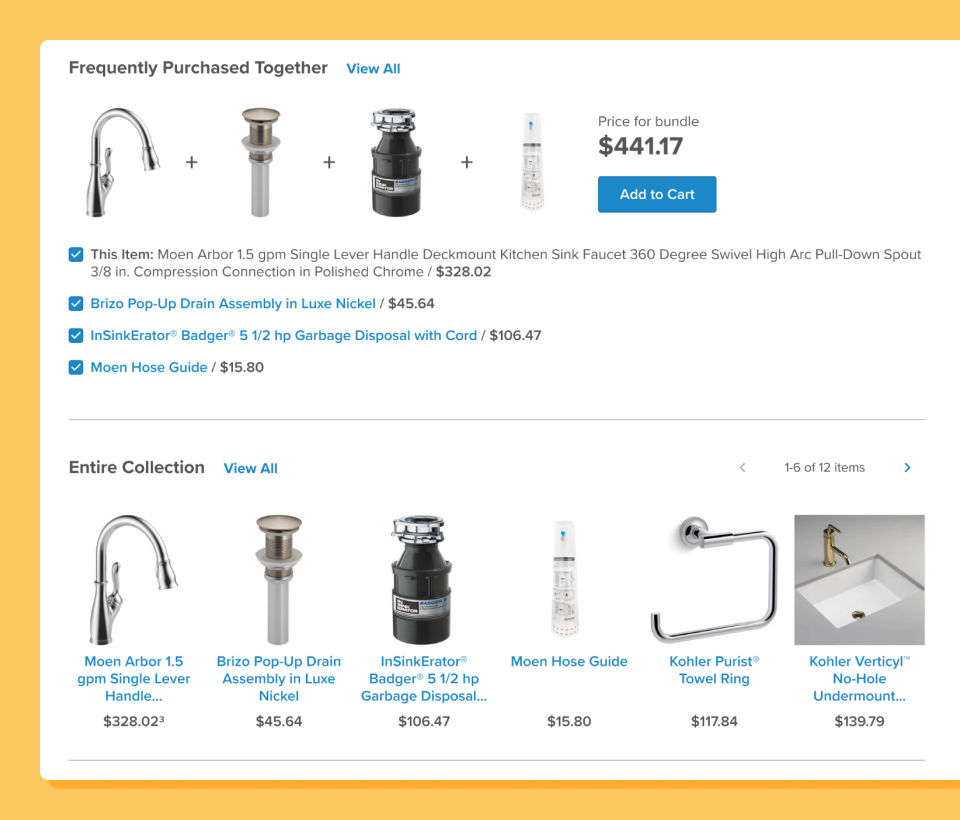 Frequently Purchased Together View All
+ + +
Price for bundle
$441.17
Add to Cart
This Item: Moen Arbor 1.5 gpm Single Lever Handle Deckmount Kitchen Sink Faucet 360 Degree Swivel High Arc Pull-Down Spout
3/8 in. Compression Connection in Polished Chrome / $328.02
Brizo Pop-Up Drain Assembly in Luxe Nickel / $45.64
InSinkErator® Badger® 5 1/2 hp Garbage Disposal with Cord / $106.47
Moen Hose Guide / $15.80
Entire Collection View All
1-6 of 12 items
Moen Arbor 1.5
gpm Single Lever
Handle...
$328.02³
Brizo Pop-Up Drain
Assembly in Luxe
Nickel
$45.64
InSinkErator®
Badger® 5 1/2 hp
Garbage Disposal...
$106.47
Moen Hose Guide
$15.80
Kohler Purist®
Towel Ring
$117.84
Kohler Verticyl™
No-Hole
Undermount...
$139.79